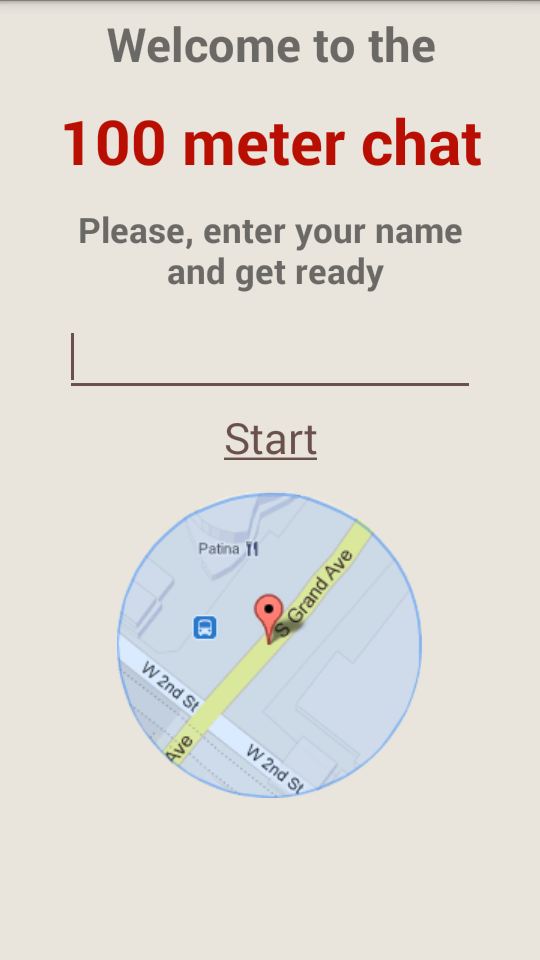 Welcome to the
100 meter chat
Please, enter your name
and get ready
Start
Patina
S Grand Ave
W 2nd St
Ave
W 2nd St